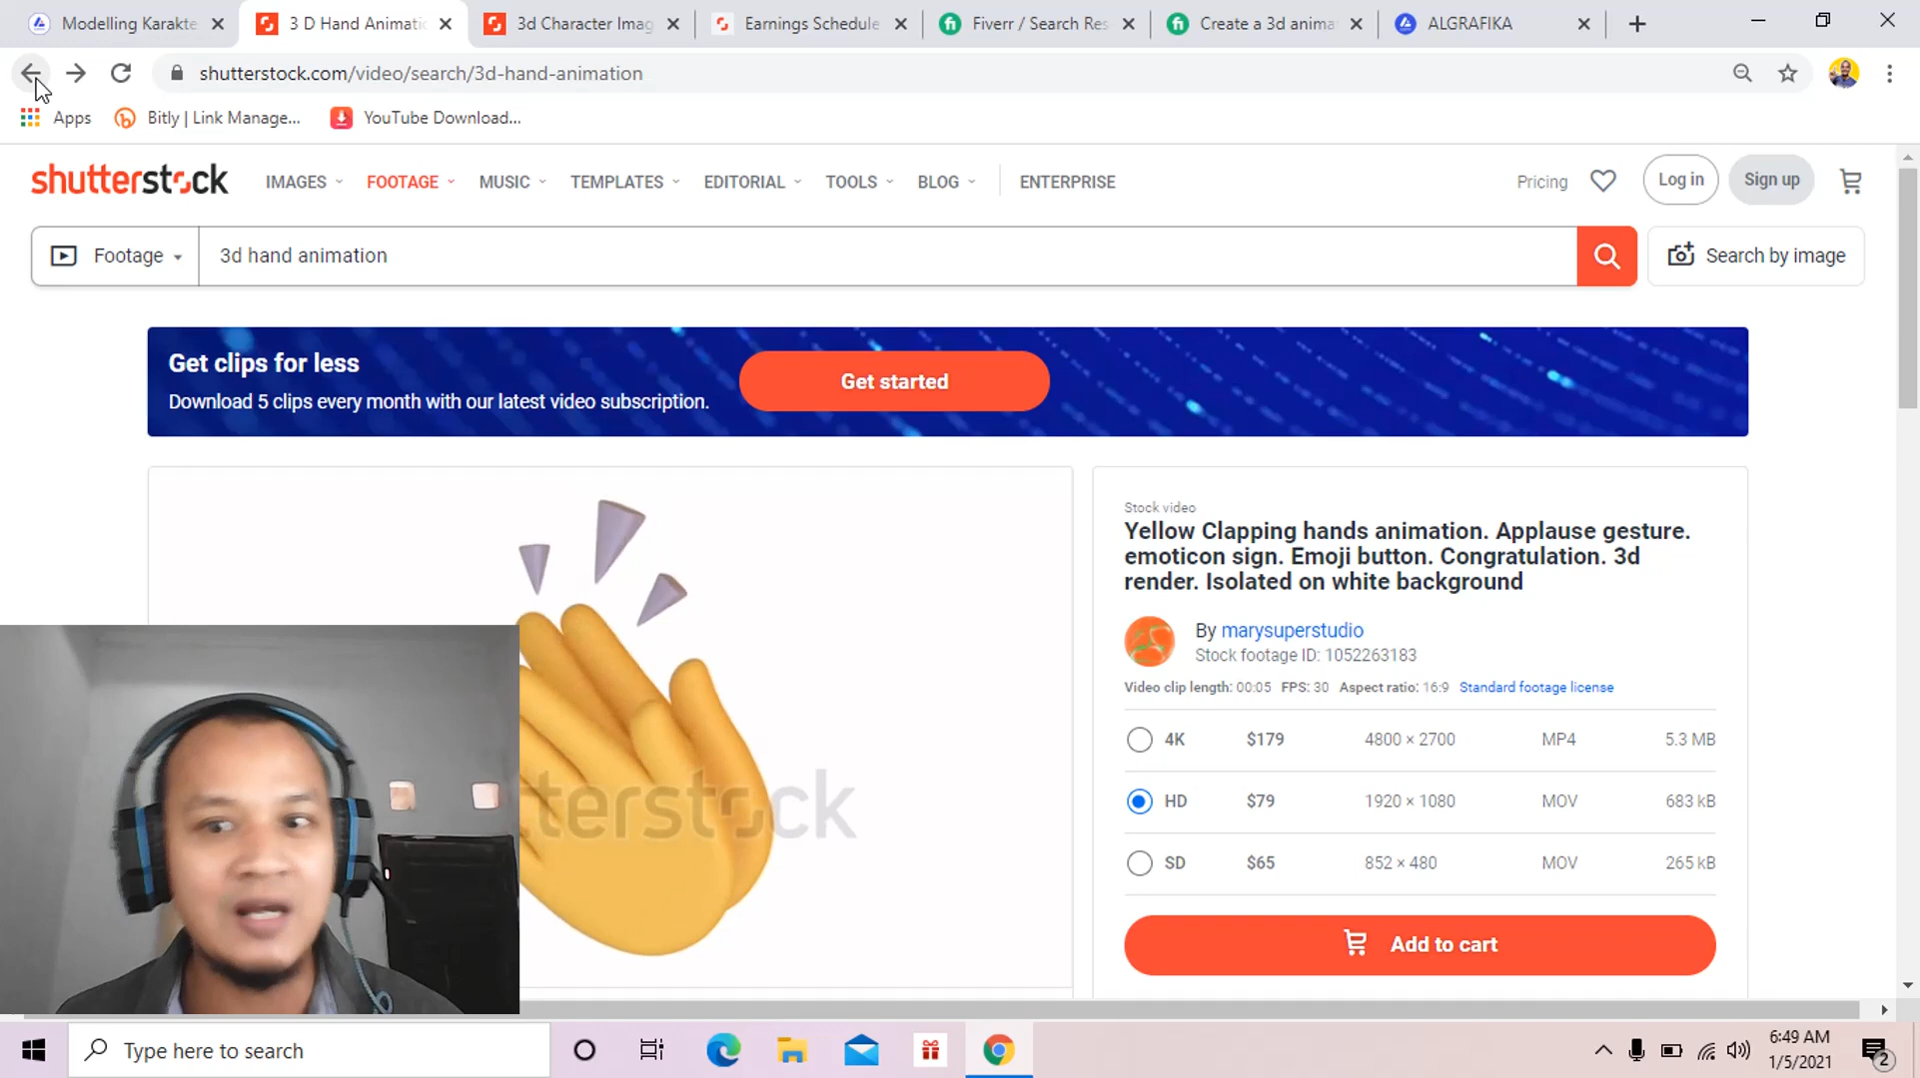 Modelling Karakte
3 D Hand Animatic
3d Character Imag
Earnings Schedule
Fiverr / Search Res
Create a 3d anima
ALGRAFIKA
shutterstock.com/video/search/3d-hand-animation
Apps
Bitly | Link Manage...
YouTube Download...
shutterstock
IMAGES
FOOTAGE
MUSIC
TEMPLATES
EDITORIAL
TOOLS
BLOG
ENTERPRISE
Pricing
Log in
Sign up
Footage
3d hand animation
Search by image
Get clips for less
Download 5 clips every month with our latest video subscription.
Get started
Stock video
Yellow Clapping hands animation. Applause gesture.
emoticon sign. Emoji button. Congratulation. 3d
render. Isolated on white background
By marysuperstudio
Stock footage ID: 1052263183
Video clip length: 00:05 FPS: 30 Aspect ratio: 16:9 Standard footage license
4K $179 4800 × 2700 MP4 5.3 MB
HD $79 1920 × 1080 MOV 683 kB
SD $65 852 × 480 MOV 265 kB
Add to cart
tterstock
Type here to search
6:49 AM
1/5/2021
2